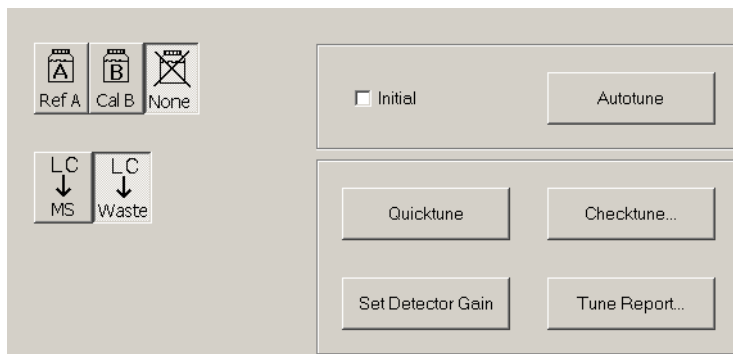 A
B
Ref A
Cal B
None
LC
MS
LC
Waste
Initial
Autotune
Quicktune
Checktune...
Set Detector Gain
Tune Report...